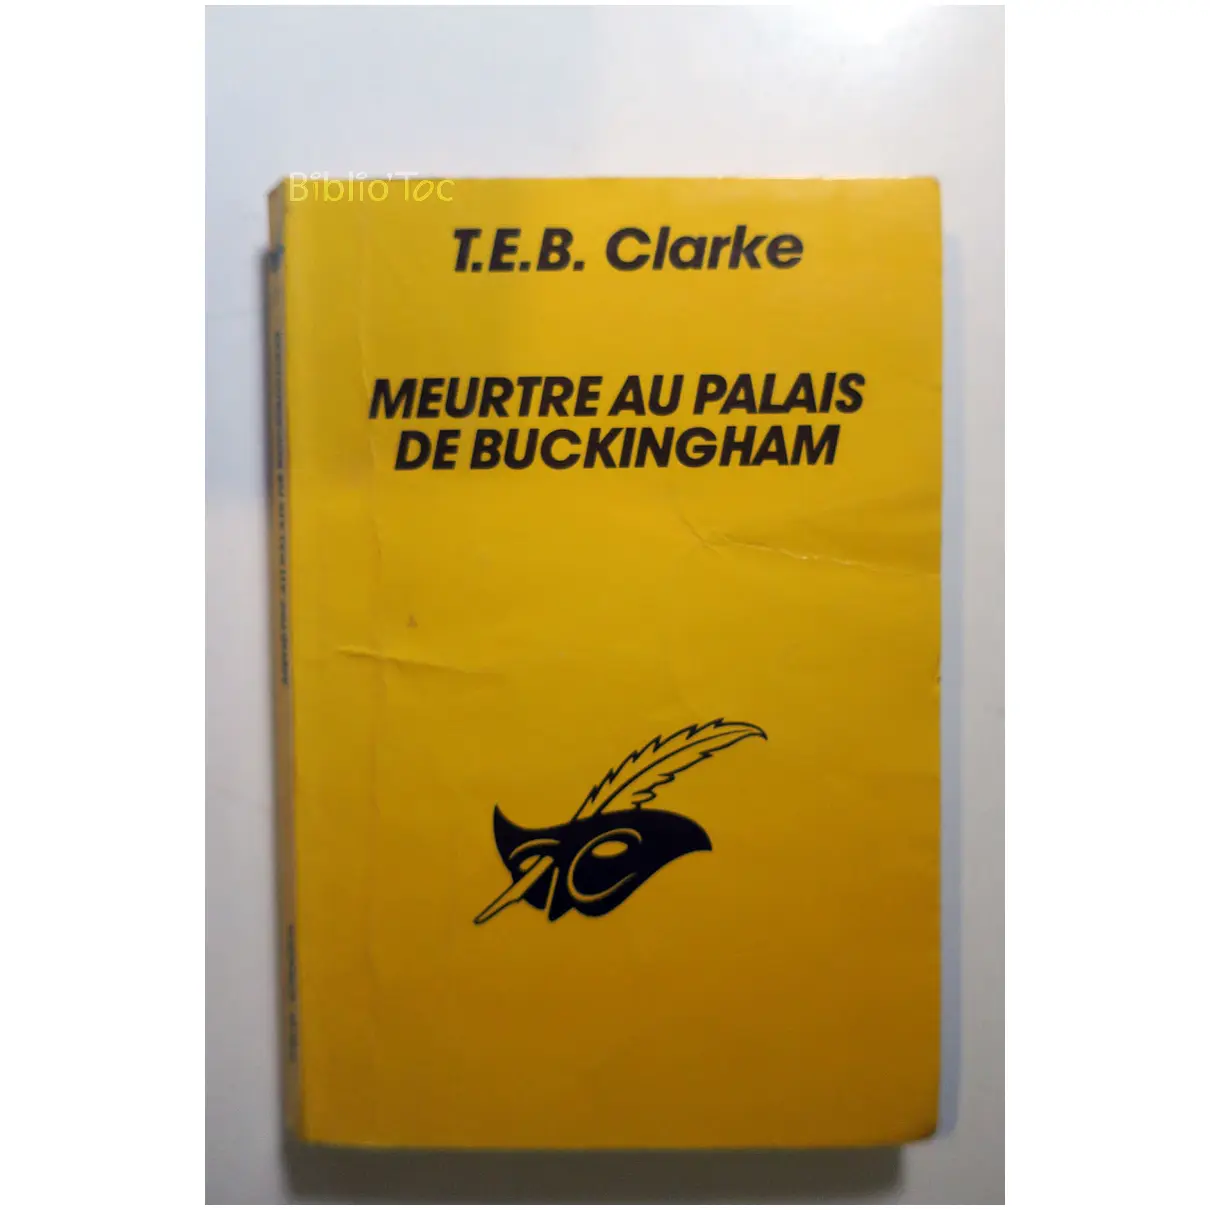 Biblio'Toc
T.E.B. Clarke
MEURTRE AU PALAIS
DE BUCKINGHAM